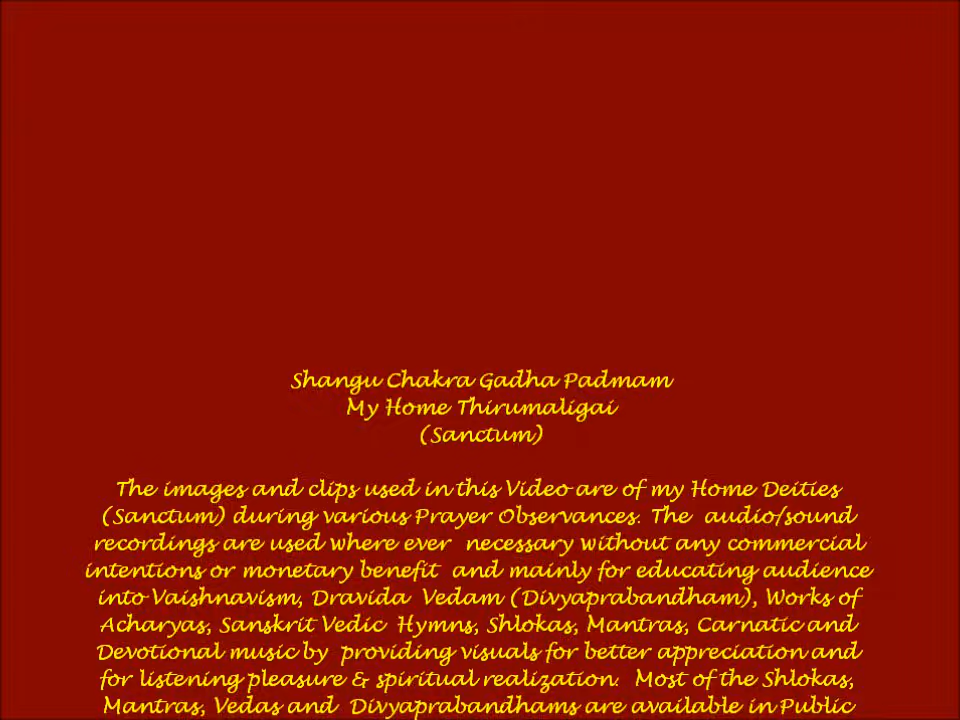 Shangu Chakra Gadha Padmam
My Home Thirumaligai
(Sanctum)
The images and clips used in this Video are of my Home Deities
(Sanctum) during various Prayer Observances. The audio/sound
recordings are used where ever necessary without any commercial
intentions or monetary benefit and mainly for educating audience
into Vaishnavism, Dravida Vedam (Divyaprabandham), Works of
Acharyas, Sanskrit Vedic Hymns, Shlokas, Mantras, Carnatic and
Devotional music by providing visuals for better appreciation and
for listening pleasure & spiritual realization. Most of the Shlokas,
Mantras, Vedas and Divyaprabandhams are available in Public